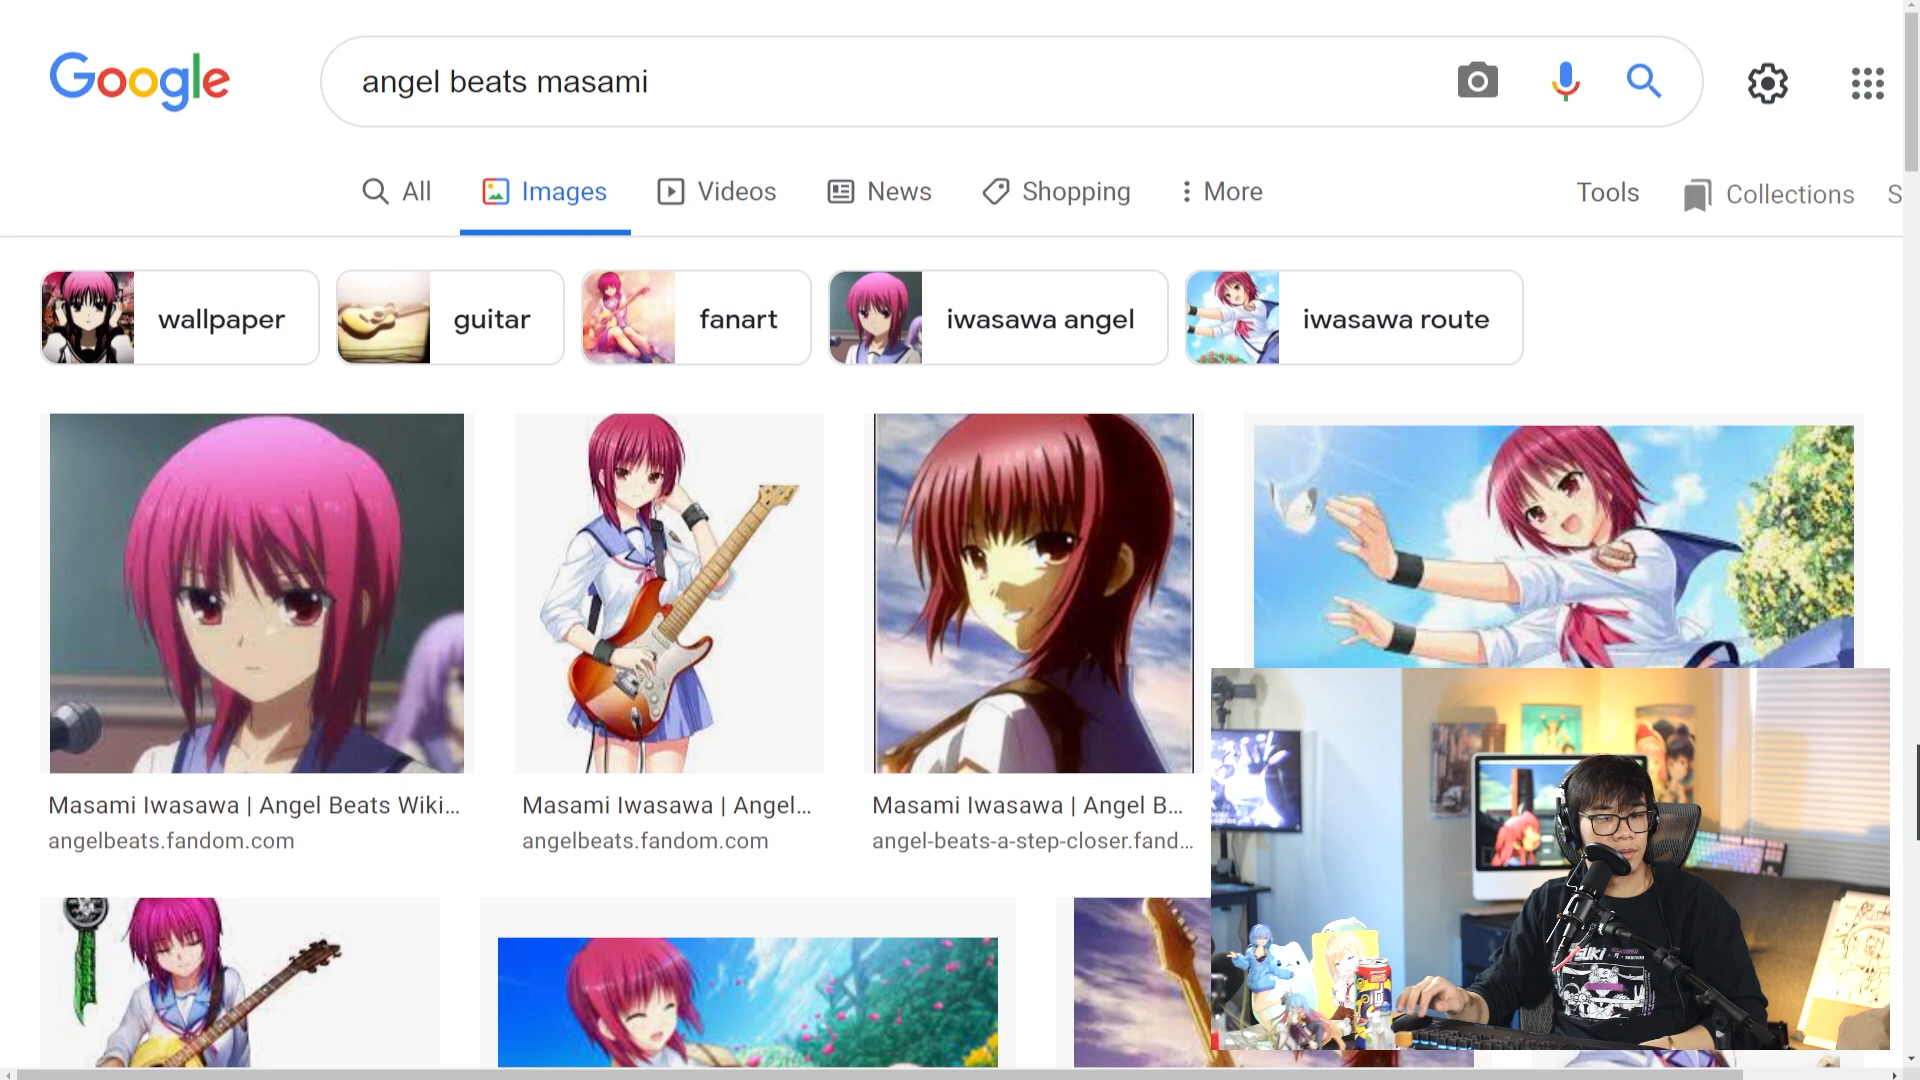 Google
angel beats masami
All
Images
Videos
News
Shopping
More
Tools
Collections
S
wallpaper
guitar
fanart
iwasawa angel
iwasawa route
Masami Iwasawa | Angel Beats Wiki...
angelbeats.fandom.com
Masami Iwasawa | Angel...
angelbeats.fandom.com
Masami Iwasawa | Angel B...
angel-beats-a-step-closer.fand...